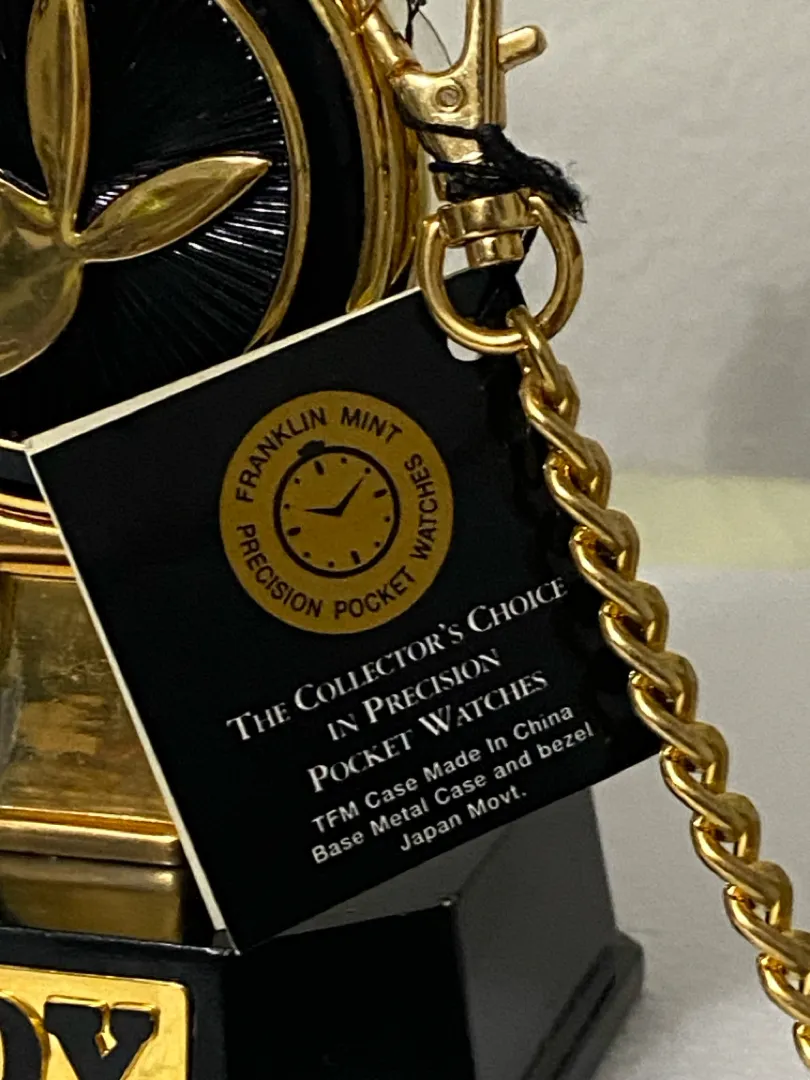 FRANKLIN MINT
PRECISION POCKET WATCHES
THE COLLECTOR'S CHOICE
IN PRECISION
POCKET WATCHES
TFM Case Made In China
Base Metal Case and bezel
Japan Movt.
OY